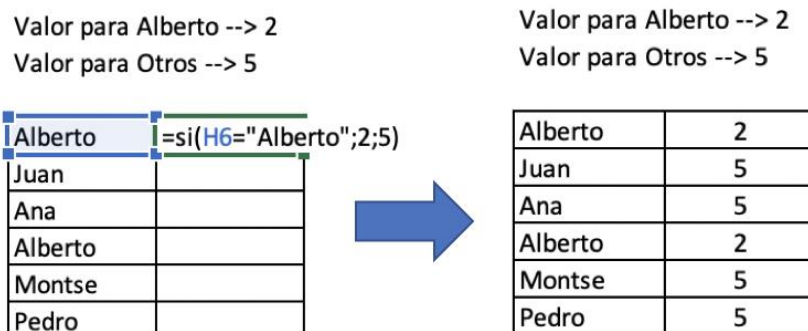 Valor para Alberto --> 2
Valor para Otros --> 5
Alberto =si(H6="Alberto";2;5)
Juan
Ana
Alberto
Montse
Pedro
Valor para Alberto --> 2
Valor para Otros --> 5
Alberto 2
Juan 5
Ana 5
Alberto 2
Montse 5
Pedro 5